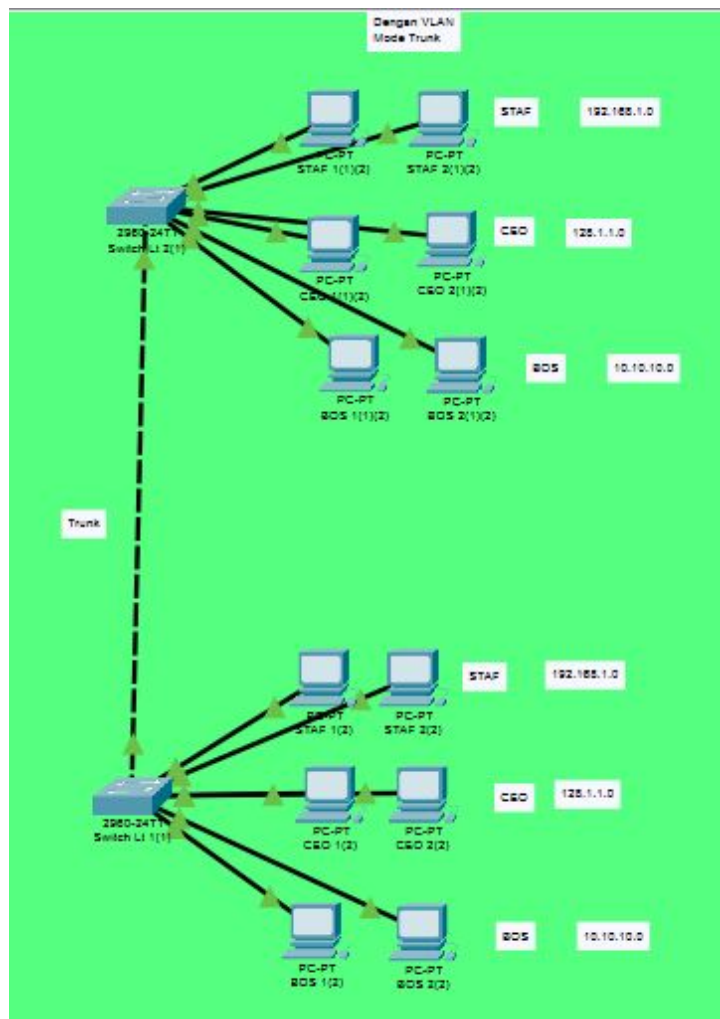 Dengan VLAN
Mode Trunk
STAF
192.168.1.0
PC-PT
STAF 1(1)(2)
PC-PT
STAF 2(1)(2)
2960-24TT
Switch Lt 2(1)
CEO
128.1.1.0
PC-PT
CEO 1(1)(2)
PC-PT
CEO 2(1)(2)
BOS
10.10.10.0
PC-PT
BOS 1(1)(2)
PC-PT
BOS 2(1)(2)
Trunk
STAF
192.168.1.0
PC-PT
STAF 1(2)
PC-PT
STAF 2(2)
2960-24TT
Switch Lt 1(1)
CEO
128.1.1.0
PC-PT
CEO 1(2)
PC-PT
CEO 2(2)
BOS
10.10.10.0
PC-PT
BOS 1(2)
PC-PT
BOS 2(2)